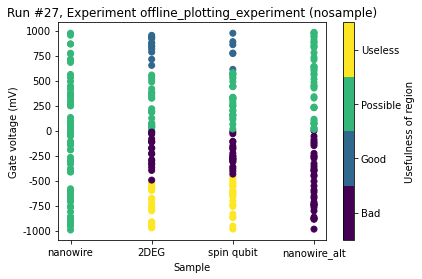 Run #27, Experiment offline_plotting_experiment (nosample)
1000
750
500
250
0
-250
-500
-750
-1000
Gate voltage (mV)
nanowire
2DEG
spin qubit
nanowire_alt
Sample
Useless
Possible
Good
Bad
Usefulness of region